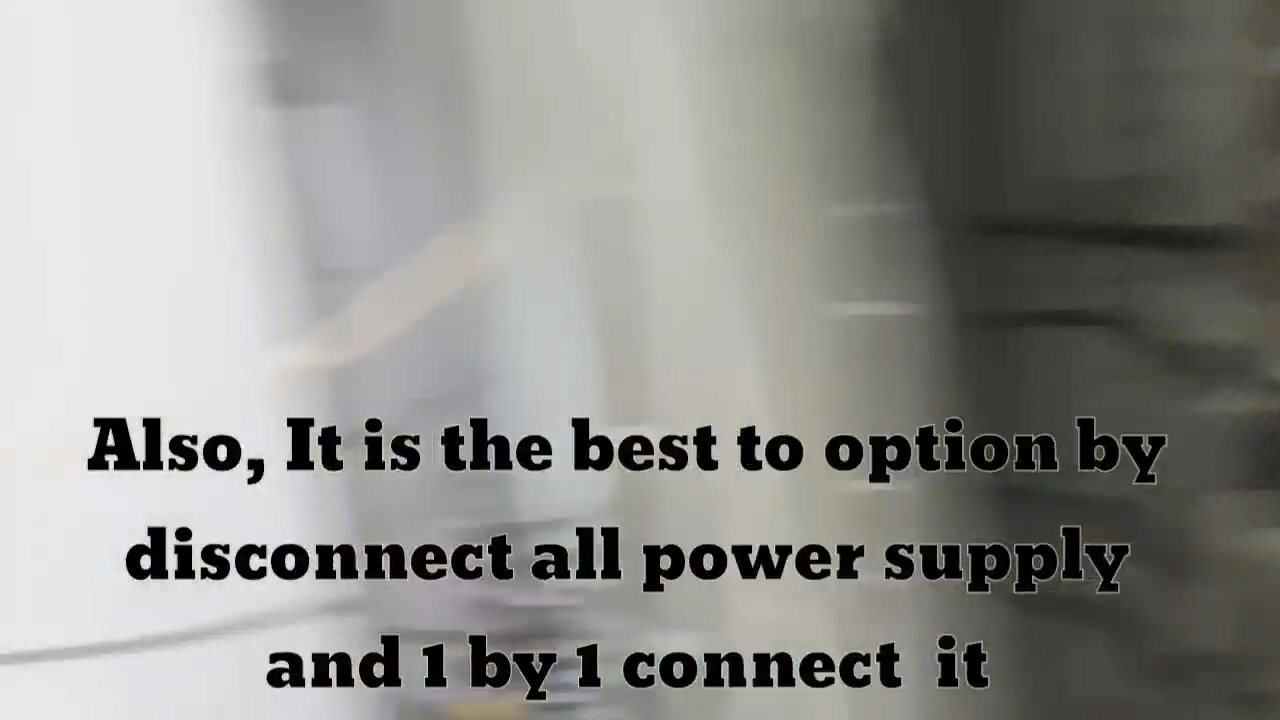 Also, It is the best to option by
disconnect all power supply
and 1 by 1 connect it